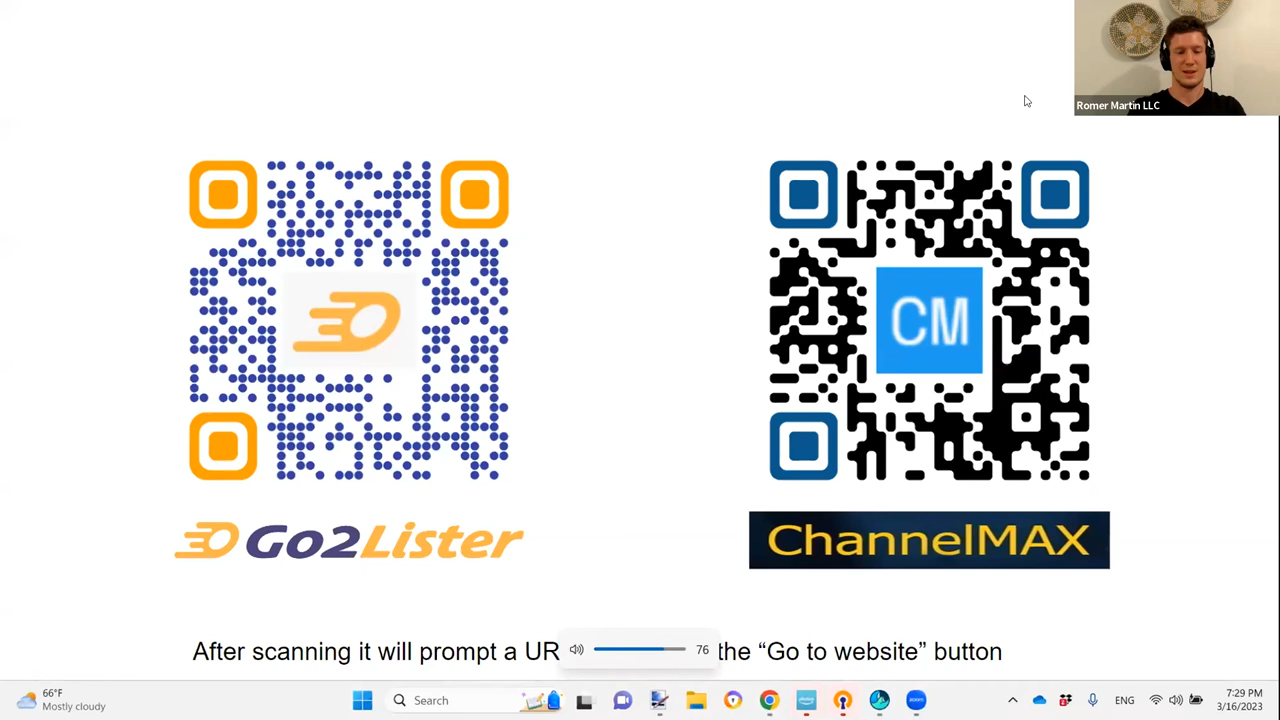 Romer Martin LLC
CM
Go2Lister
ChannelMAX
After scanning it will prompt a UR
76
the “Go to website” button
66°F
Mostly cloudy
Search
ENG
7:29 PM
3/16/2023